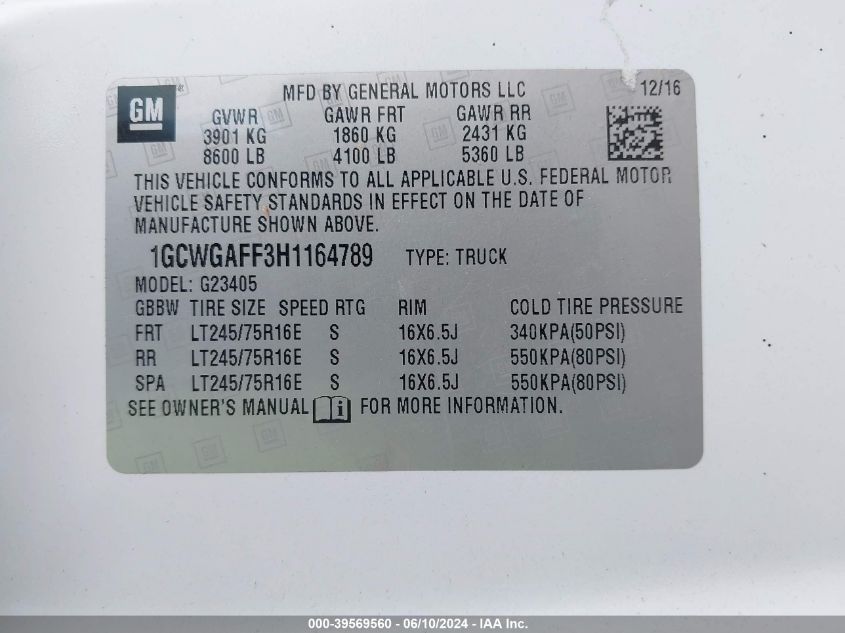 GM
MFD BY GENERAL MOTORS LLC 12/16
GVWR GAWR FRT GAWR RR
3901 KG 1860 KG 2431 KG
8600 LB 4100 LB 5360 LB
THIS VEHICLE CONFORMS TO ALL APPLICABLE U.S. FEDERAL MOTOR
VEHICLE SAFETY STANDARDS IN EFFECT ON THE DATE OF
MANUFACTURE SHOWN ABOVE.
1GCWGAFF3H1164789 TYPE: TRUCK
MODEL: G23405
GBBW TIRE SIZE SPEED RTG RIM COLD TIRE PRESSURE
FRT LT245/75R16E S 16X6.5J 340KPA(50PSI)
RR LT245/75R16E S 16X6.5J 550KPA(80PSI)
SPA LT245/75R16E S 16X6.5J 550KPA(80PSI)
SEE OWNER'S MANUAL i FOR MORE INFORMATION.
000-39569560 - 06/10/2024 - IAA Inc.